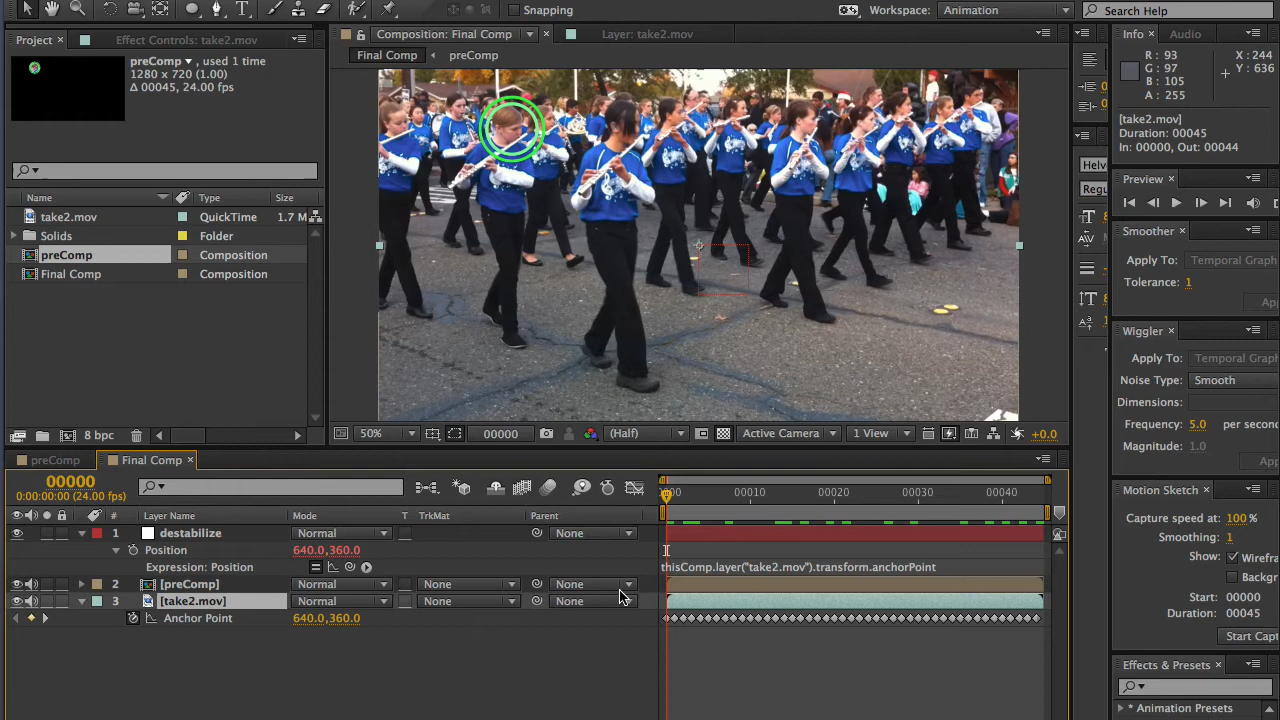 T
Snapping
Workspace: Animation
Search Help
Project ×
Effect Controls: take2.mov
Composition: Final Comp
Layer: take2.mov
Info ×
Audio
preComp ▼ , used 1 time
1280 x 720 (1.00)
Δ 00045, 24.00 fps
Final Comp
preComp
R : 93
G : 97
B : 105
A : 255
X : 244
Y : 636
[take2.mov]
Duration: 00045
In: 00000, Out: 00044
Helv
Regu
Preview ×
Name
Type
Size
take2.mov
QuickTime
1.7 M
Solids
Folder
preComp
Composition
Final Comp
Composition
Smoother ×
Apply To: Temporal Graph
Tolerance: 1
Wiggler ×
Apply To: Temporal Graph
Noise Type: Smooth
Dimensions:
Frequency: 5.0 per second
Magnitude: 1.0
8 bpc
50%
00000
(Half)
Active Camera
1 View
+0.0
preComp
Final Comp ×
00000
0:00:00:00 (24.00 fps)
00010
00020
00030
00040
# Layer Name
Mode
T TrkMat
Parent
1 destabilize
Normal
None
Position
640.0,360.0
Expression: Position
thisComp.layer("take2.mov").transform.anchorPoint
2 [preComp]
Normal
None
None
3 [take2.mov]
Normal
None
None
Anchor Point
640.0,360.0
Motion Sketch ×
Capture speed at: 100 %
Smoothing: 1
Show: Wirefra
Backgr
Start: 00000
Duration: 00045
Start Capt
Effects & Presets ×
* Animation Presets